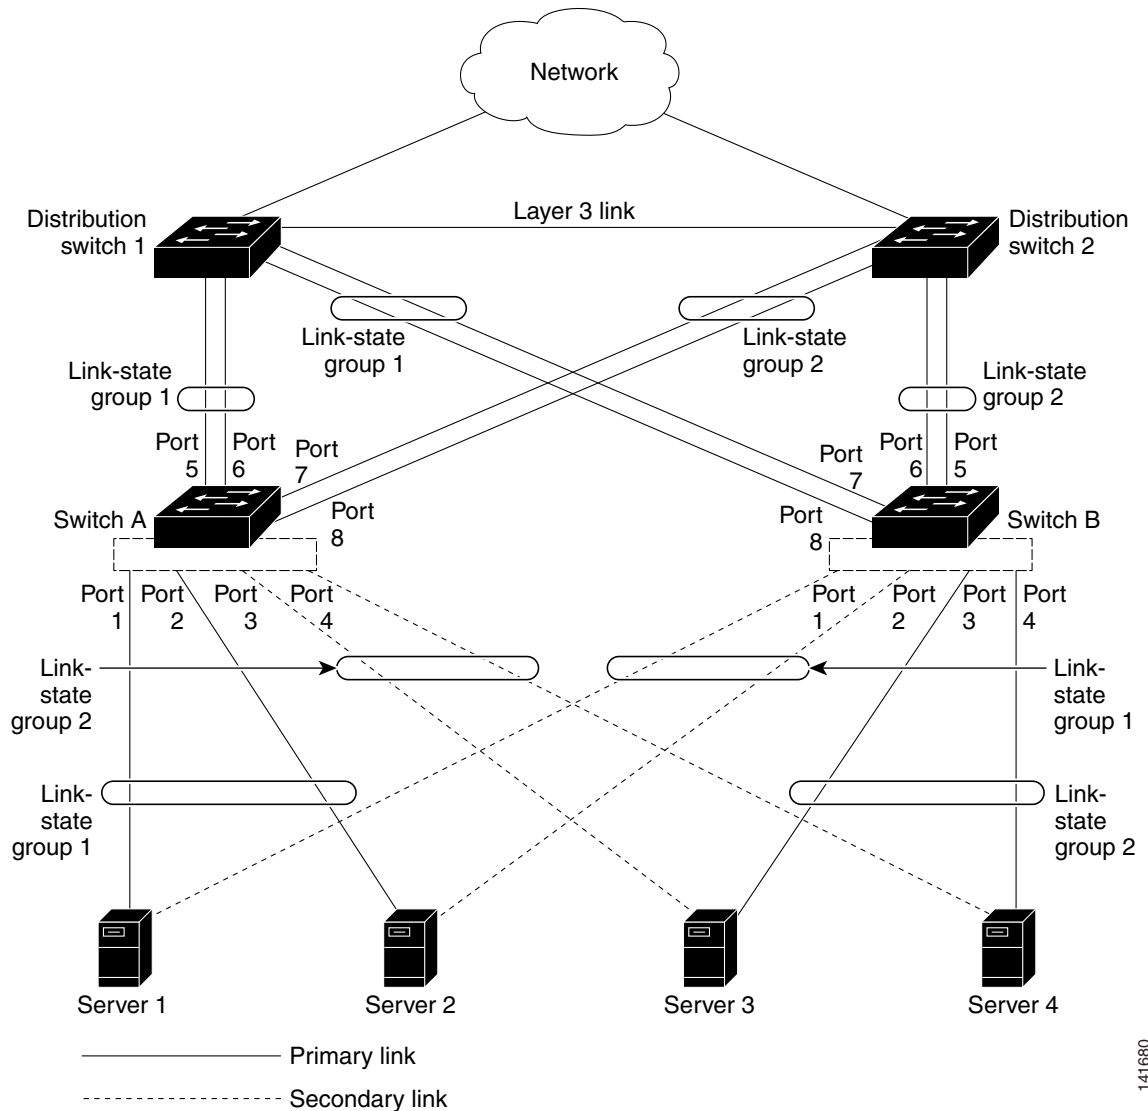 Network
Distribution
switch 1
Layer 3 link
Distribution
switch 2
Link-state
group 1
Link-state
group 2
Link-state
group 1
Link-state
group 2
Port
5
Port
6
Port
7
Port
8
Port
7
Port
6
Port
5
Port
8
Switch A
Switch B
Port
1
Port
2
Port
3
Port
4
Port
1
Port
2
Port
3
Port
4
Link-
state
group 2
Link-
state
group 1
Link-
state
group 1
Link-
state
group 2
Server 1
Server 2
Server 3
Server 4
Primary link
Secondary link
141680